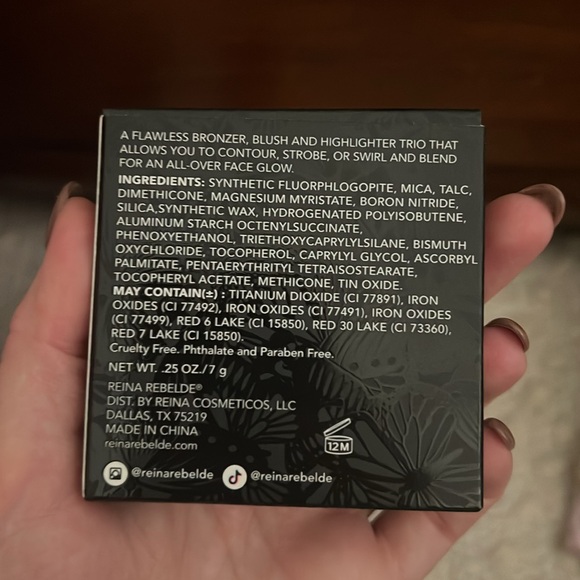 A FLAWLESS BRONZER, BLUSH AND HIGHLIGHTER TRIO THAT
ALLOWS YOU TO CONTOUR, STROBE, OR SWIRL AND BLEND
FOR AN ALL-OVER FACE GLOW.
INGREDIENTS: SYNTHETIC FLUORPHLOGOPITE, MICA, TALC,
DIMETHICONE, MAGNESIUM MYRISTATE, BORON NITRIDE,
SILICA,SYNTHETIC WAX, HYDROGENATED POLYISOBUTENE,
ALUMINUM STARCH OCTENYLSUCCINATE,
PHENOXYETHANOL, TRIETHOXYCAPRYLYLSILANE, BISMUTH
OXYCHLORIDE, TOCOPHEROL, CAPRYLYL GLYCOL, ASCORBYL
PALMITATE, PENTAERYTHRITYL TETRAISOSTEARATE,
TOCOPHERYL ACETATE, METHICONE, TIN OXIDE.
MAY CONTAIN(±) : TITANIUM DIOXIDE (CI 77891), IRON
OXIDES (CI 77492), IRON OXIDES (CI 77491), IRON OXIDES
(CI 77499), RED 6 LAKE (CI 15850), RED 30 LAKE (CI 73360),
RED 7 LAKE (CI 15850).
Cruelty Free. Phthalate and Paraben Free.
NET WT. .25 OZ./7 g
REINA REBELDE®
DIST. BY REINA COSMETICOS, LLC
DALLAS, TX 75219
MADE IN CHINA
reinarebelde.com
12M
@reinarebelde @reinarebelde